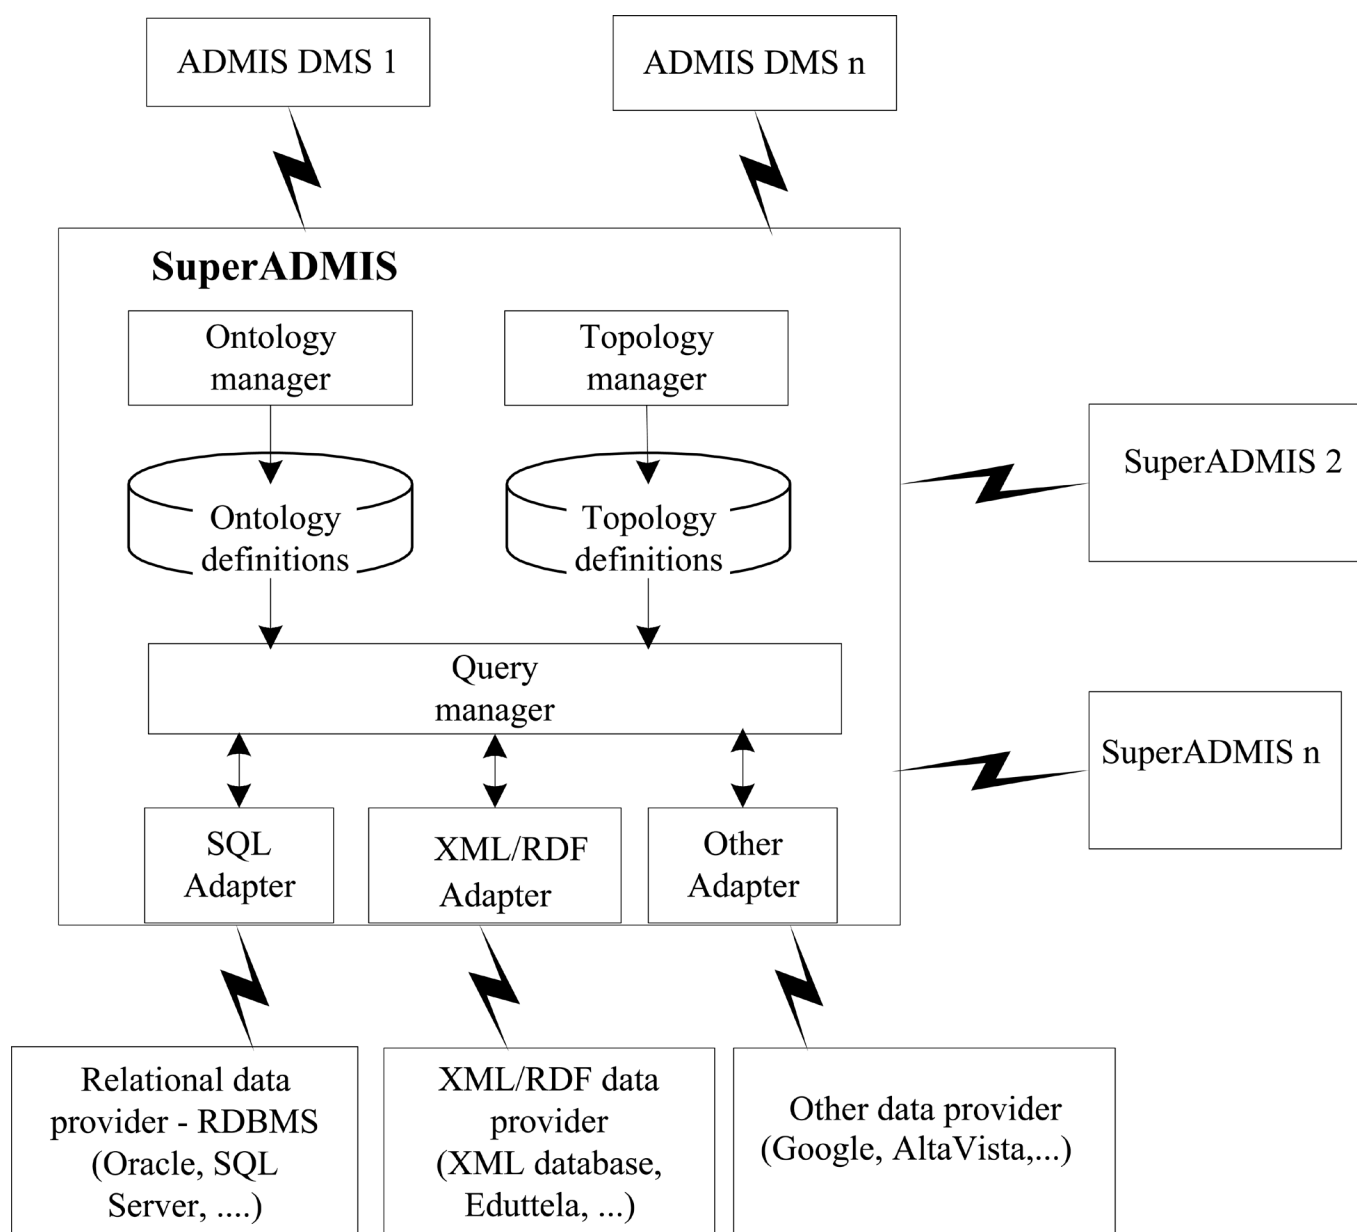 ADMIS DMS 1
ADMIS DMS n
SuperADMIS
Ontology
manager
Topology
manager
Ontology
definitions
Topology
definitions
SuperADMIS 2
Query
manager
SuperADMIS n
SQL
Adapter
XML/RDF
Adapter
Other
Adapter
Relational data
provider - RDBMS
(Oracle, SQL
Server, ....)
XML/RDF data
provider
(XML database,
Eduttela, ...)
Other data provider
(Google, AltaVista,...)